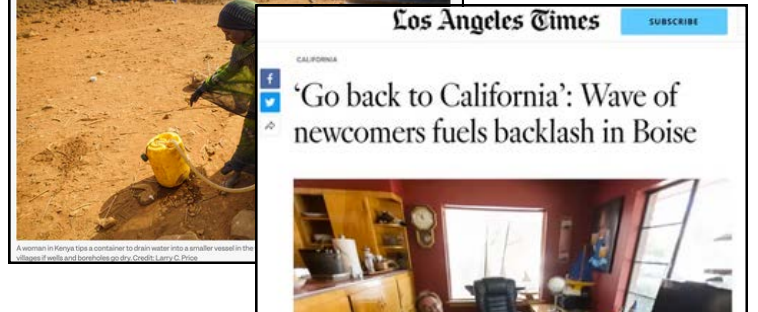 Los Angeles Times
SUBSCRIBE
CALIFORNIA
‘Go back to California’: Wave of
newcomers fuels backlash in Boise
A woman in Kenya tips a container to drain water into a smaller vessel in the
villages if wells and boreholes go dry. Credit: Larry C. Price